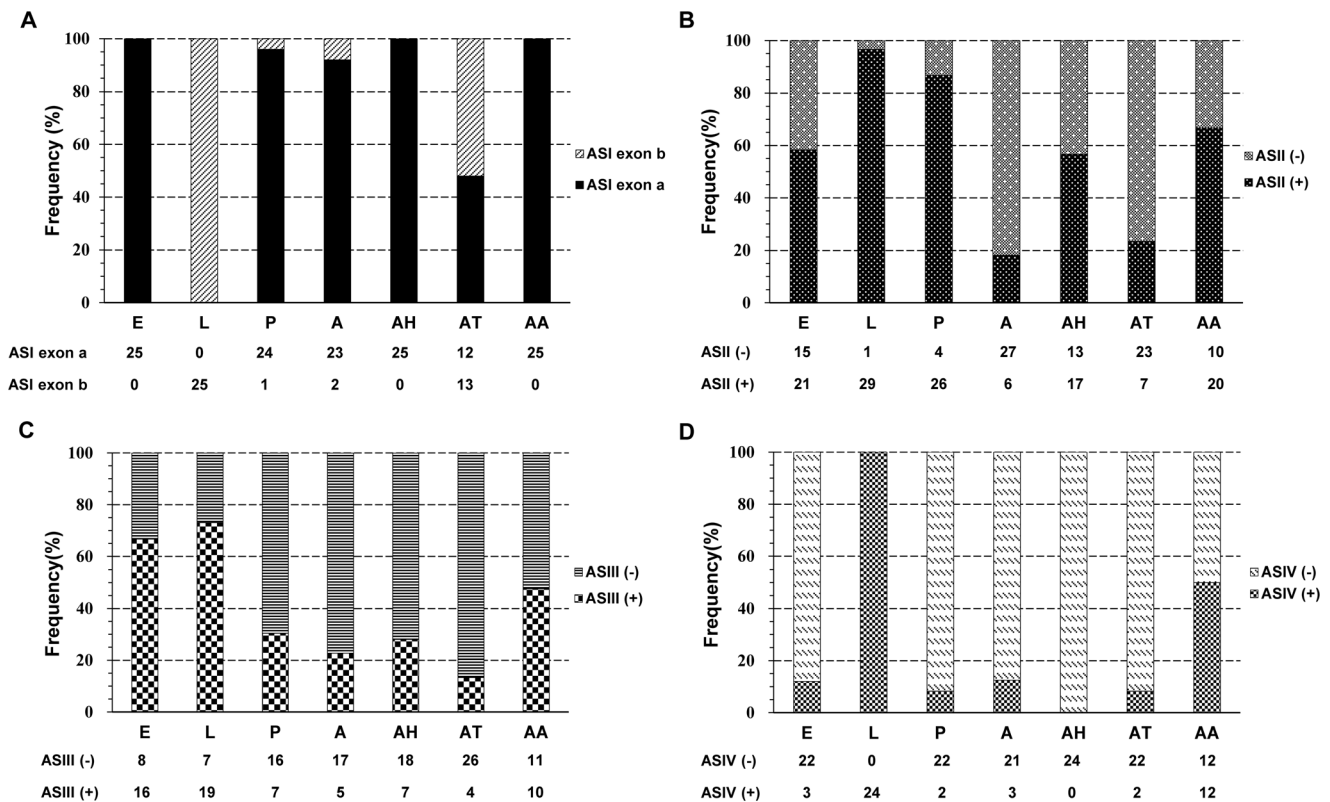 A
100
80
60
40
20
0
Frequency (%)
ASI exon b
ASI exon a
E L P A AH AT AA
ASI exon a 25 0 24 23 25 12 25
ASI exon b 0 25 1 2 0 13 0
B
100
80
60
40
20
0
Frequency(%)
ASII (-)
ASII (+)
E L P A AH AT AA
ASII (-) 15 1 4 27 13 23 10
ASII (+) 21 29 26 6 17 7 20
C
100
80
60
40
20
0
Frequency(%)
ASIII (-)
ASIII (+)
E L P A AH AT AA
ASIII (-) 8 7 16 17 18 26 11
ASIII (+) 16 19 7 5 7 4 10
D
100
80
60
40
20
0
Frequency(%)
ASIV (-)
ASIV (+)
E L P A AH AT AA
ASIV (-) 22 0 22 21 24 22 12
ASIV (+) 3 24 2 3 0 2 12